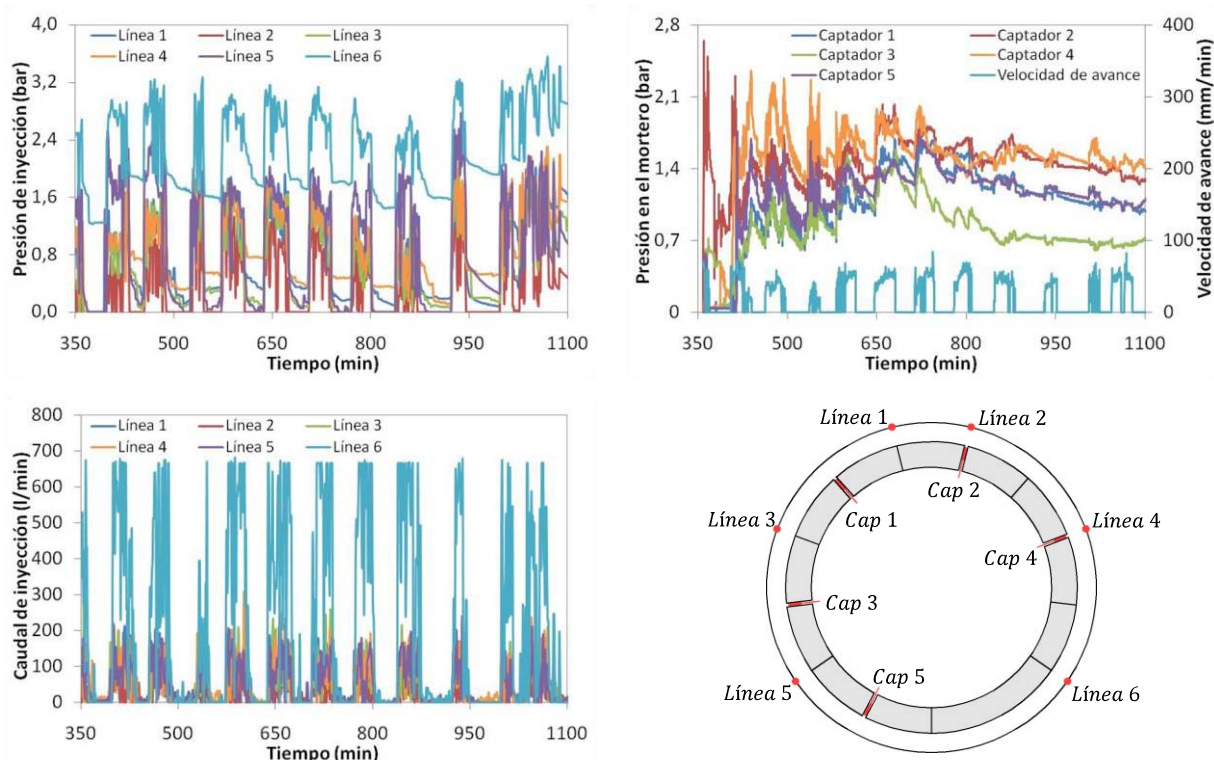 Presión de inyección (bar)
4,0
3,2
2,4
1,6
0,8
0,0
Línea 1
Línea 2
Línea 3
Línea 4
Línea 5
Línea 6
350
500
650
800
950
1100
Tiempo (min)
Presión en el mortero (bar)
2,8
2,1
1,4
0,7
0
Captador 1
Captador 2
Captador 3
Captador 4
Captador 5
Velocidad de avance
400
300
200
100
0
Velocidad de avance (mm/min)
350
500
650
800
950
1100
Tiempo (min)
Caudal de inyección (l/min)
800
700
600
500
400
300
200
100
0
Línea 1
Línea 2
Línea 3
Línea 4
Línea 5
Línea 6
350
500
650
800
950
1100
Tiempo (min)
Línea 1
Línea 2
Cap 2
Cap 1
Línea 3
Línea 4
Cap 4
Cap 3
Cap 5
Línea 5
Línea 6